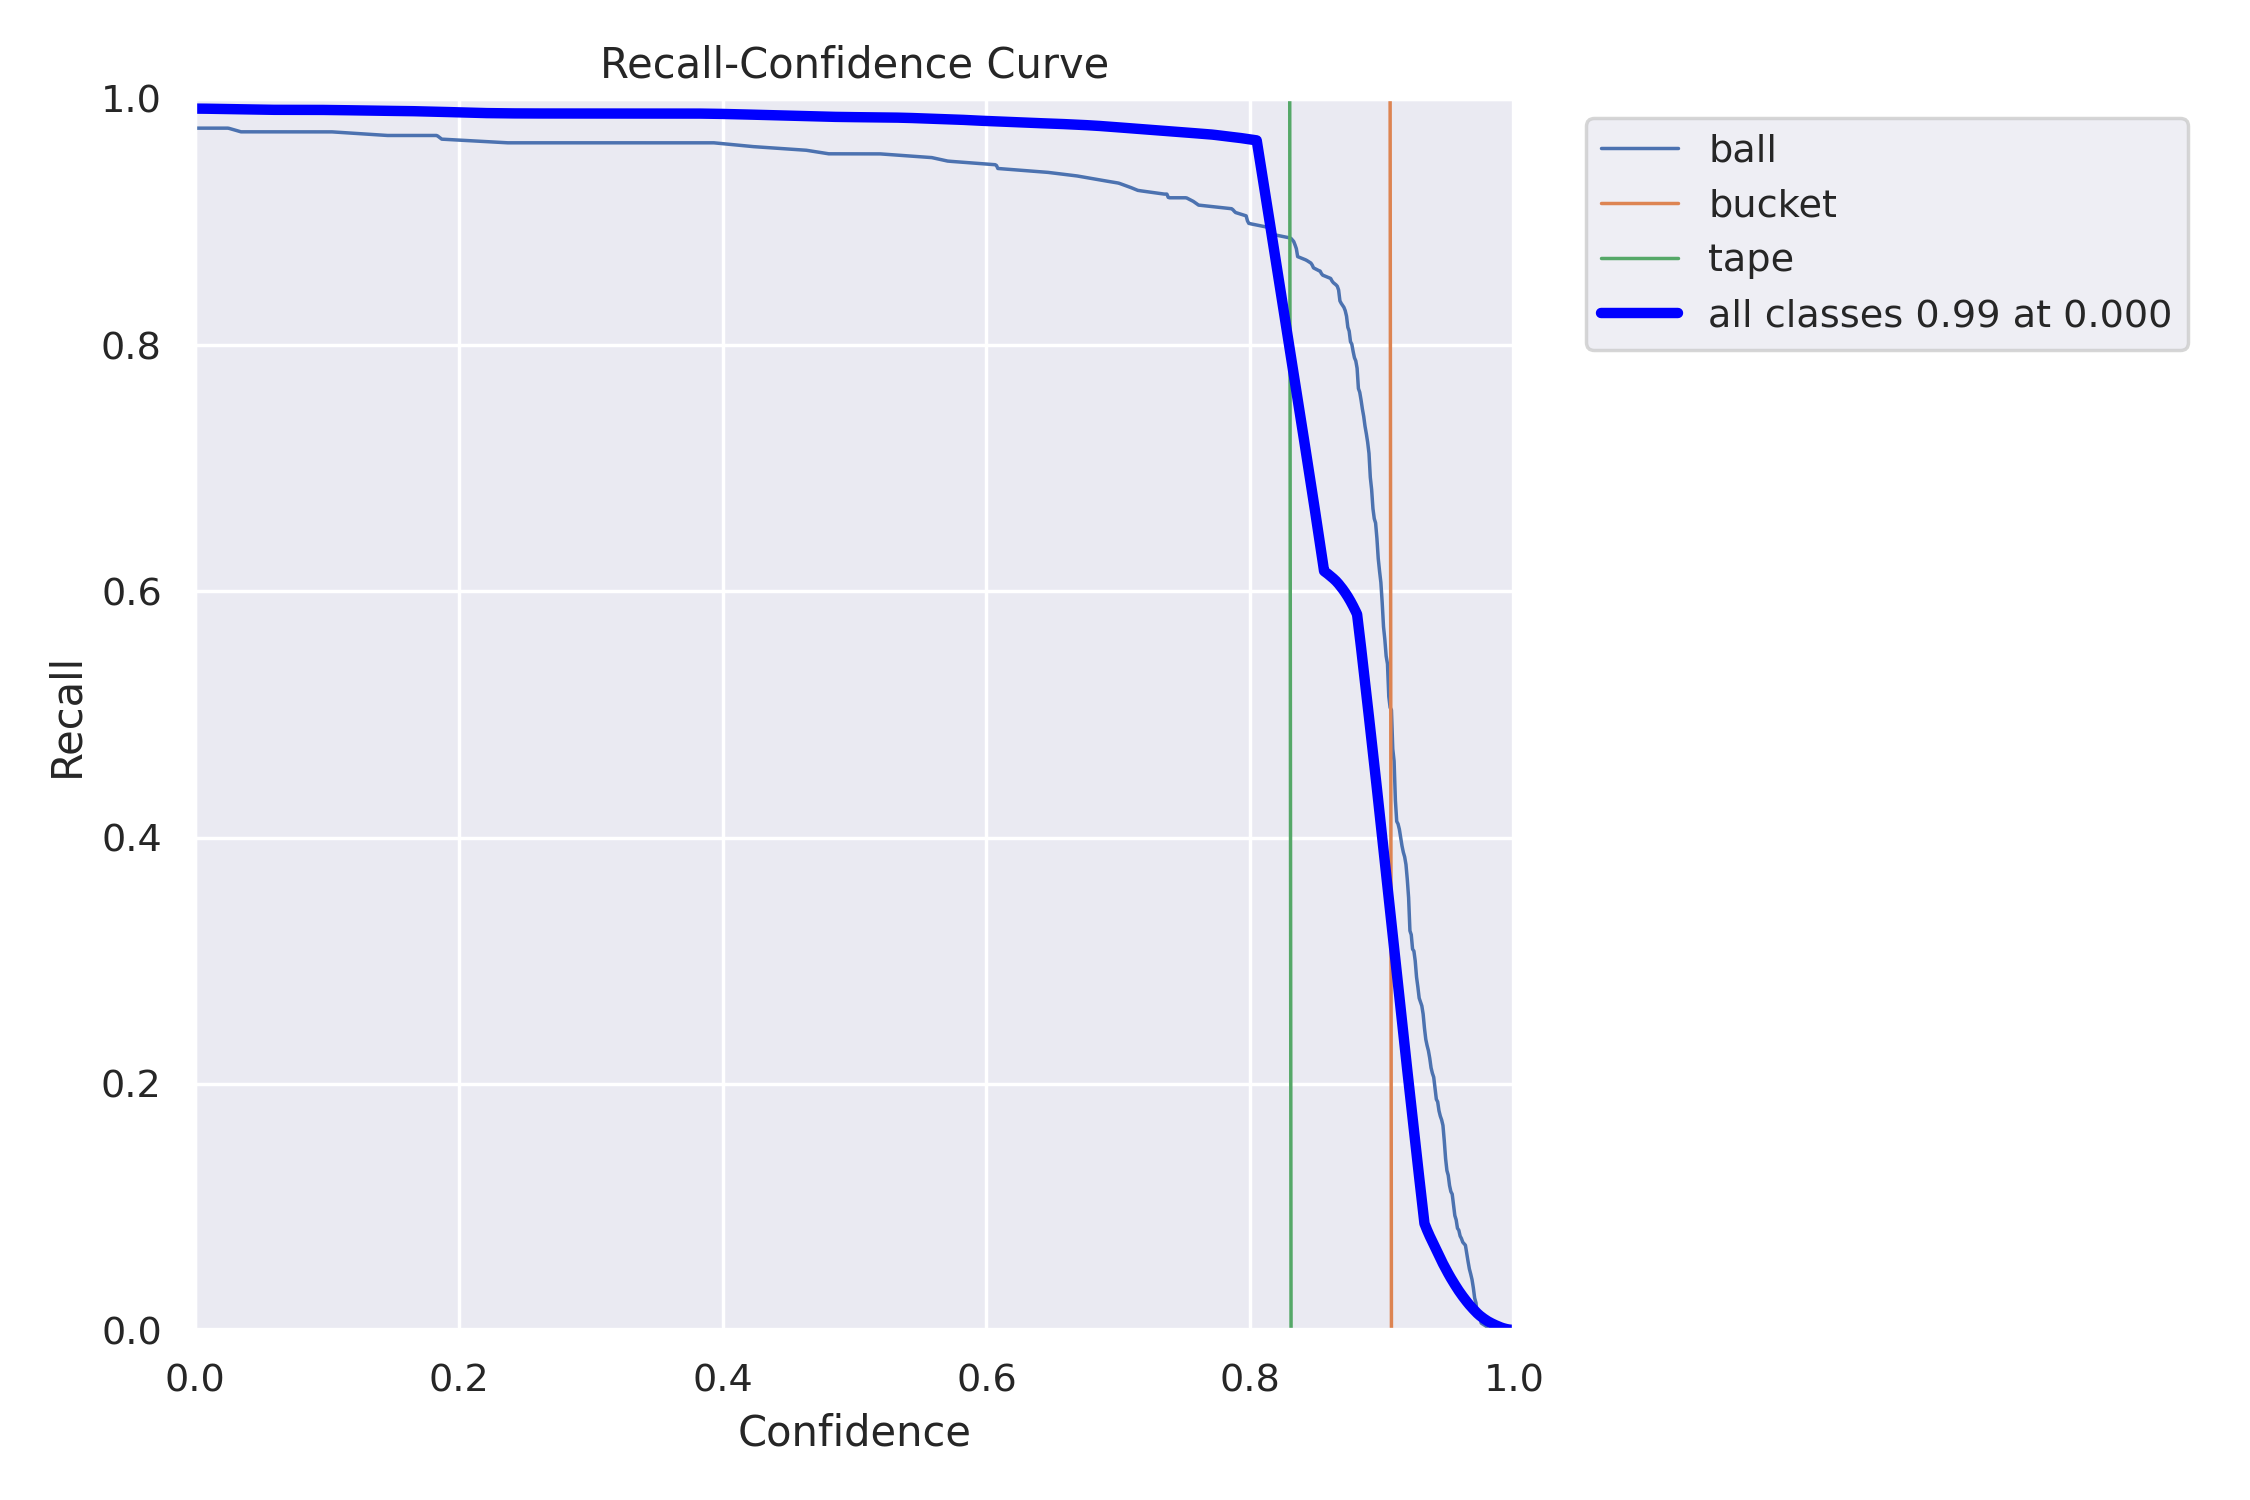 Recall-Confidence Curve
1.0
0.8
0.6
0.4
0.2
0.0
Recall
0.0 0.2 0.4 0.6 0.8 1.0
Confidence
ball
bucket
tape
all classes 0.99 at 0.000